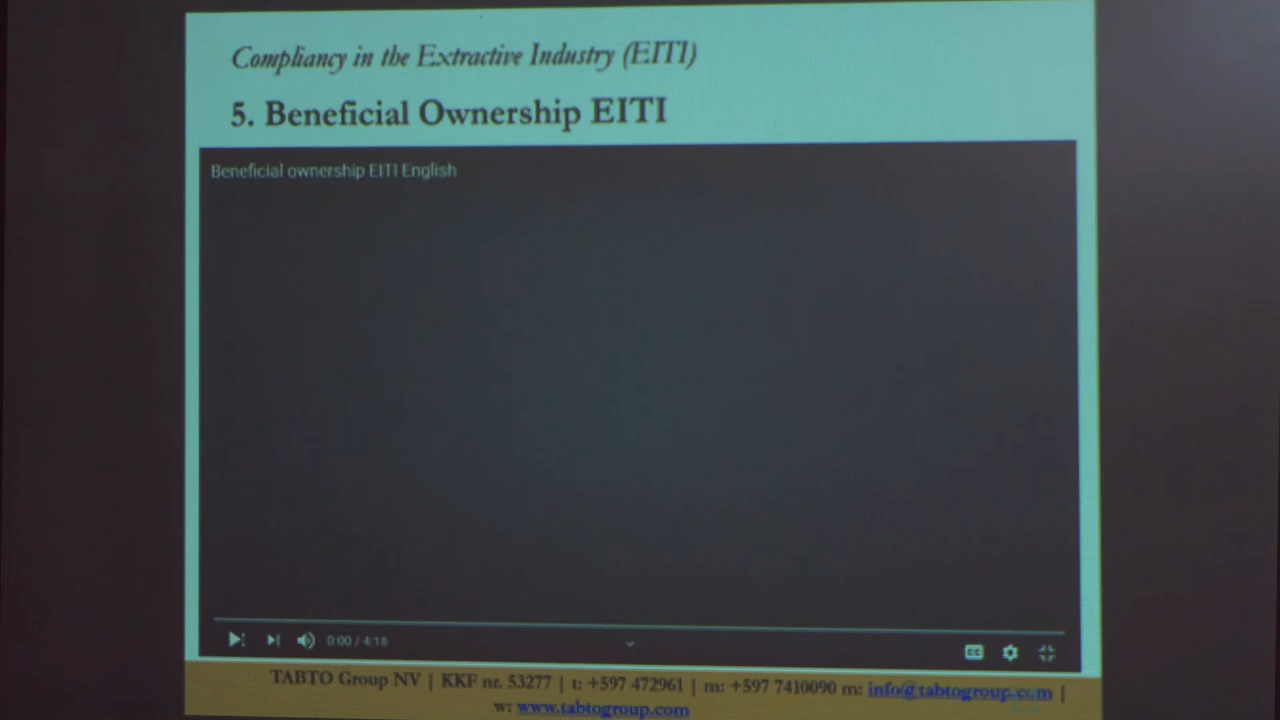 Compliancy in the Extractive Industry (EITI)
5. Beneficial Ownership EITI
Beneficial ownership EITI English
0:00 / 4:18
CC
TABTO Group NV | KKF nr. 53277 | t: +597 472961 | m: +597 7410090 m: info@tabtogroup.com |
w: www.tabtogroup.com